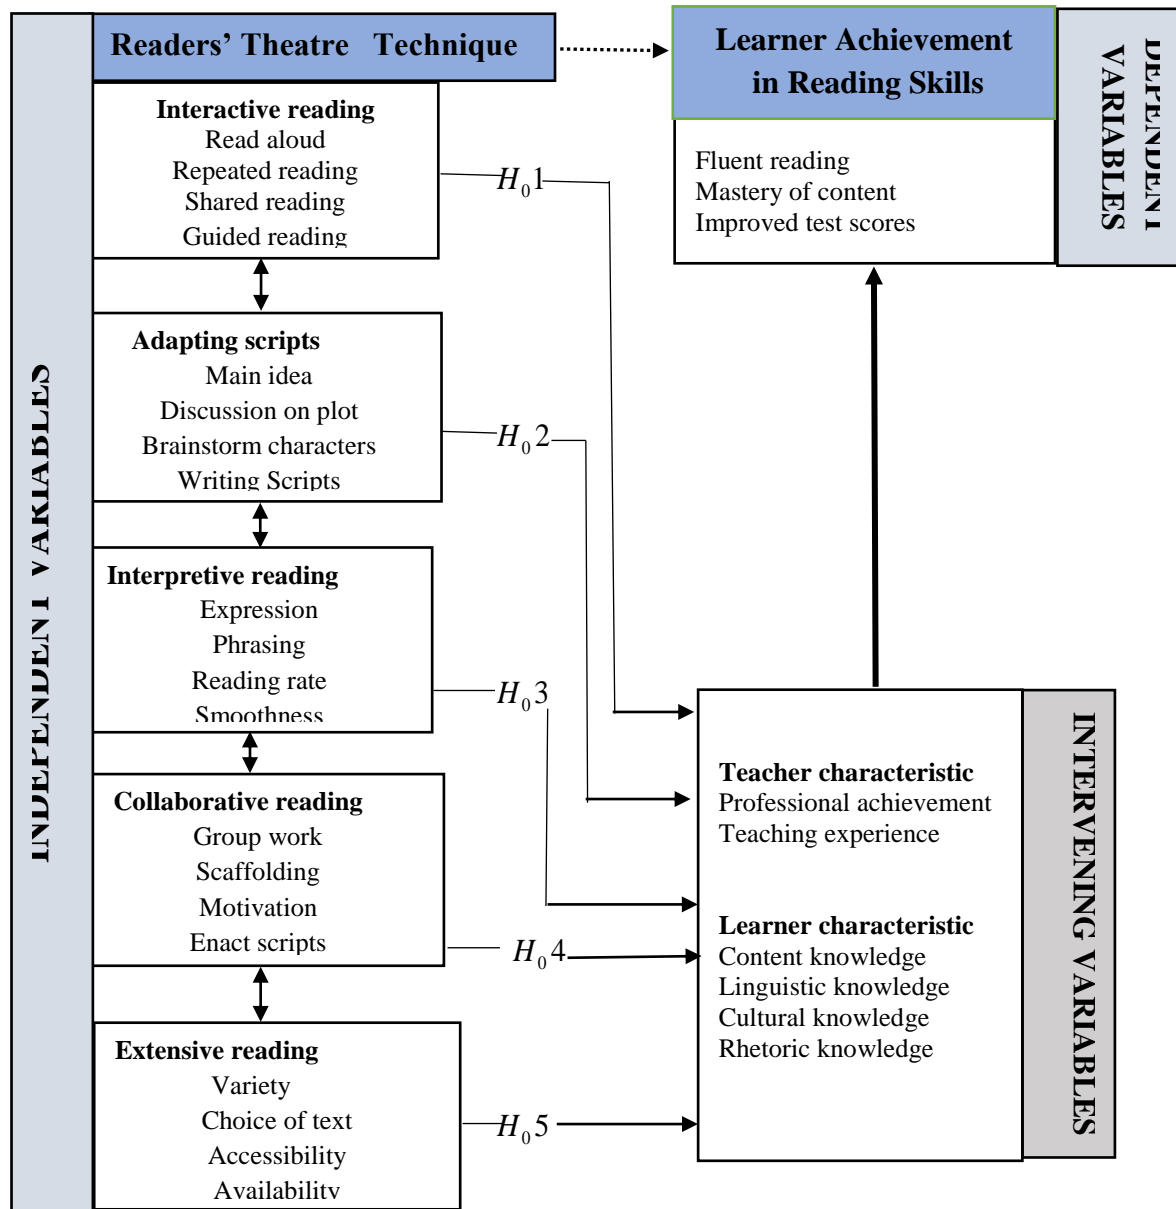 INDEPENDENT VARIABLES
Readers’ Theatre Technique
Interactive reading
Read aloud
Repeated reading
Shared reading
Guided reading
Adapting scripts
Main idea
Discussion on plot
Brainstorm characters
Writing Scripts
Interpretive reading
Expression
Phrasing
Reading rate
Smoothness
Collaborative reading
Group work
Scaffolding
Motivation
Enact scripts
Extensive reading
Variety
Choice of text
Accessibility
Availability
H₀1
H₀2
H₀3
H₀4
H₀5
Learner Achievement
in Reading Skills
Fluent reading
Mastery of content
Improved test scores
DEPENDENT
VARIABLES
Teacher characteristic
Professional achievement
Teaching experience
Learner characteristic
Content knowledge
Linguistic knowledge
Cultural knowledge
Rhetoric knowledge
INTERVENING VARIABLES